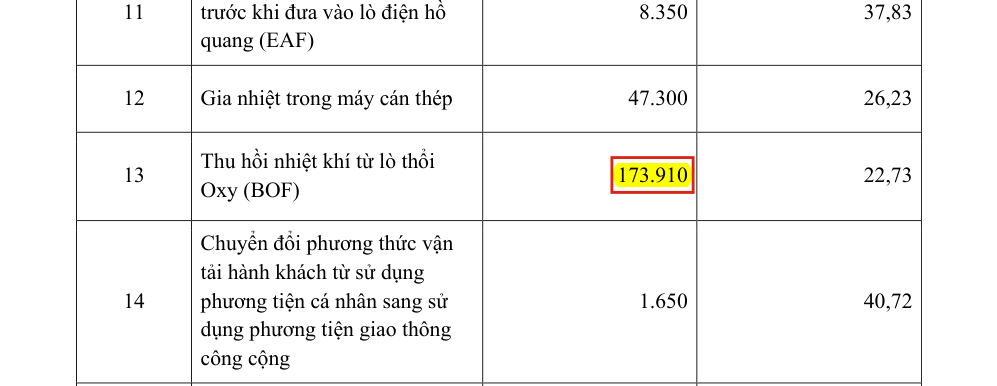 11
trước khi đưa vào lò điện hồ
quang (EAF)
8.350
37,83
12
Gia nhiệt trong máy cán thép
47.300
26,23
13
Thu hồi nhiệt khí từ lò thổi
Oxy (BOF)
173.910
22,73
14
Chuyển đổi phương thức vận
tải hành khách từ sử dụng
phương tiện cá nhân sang sử
dụng phương tiện giao thông
công cộng
1.650
40,72